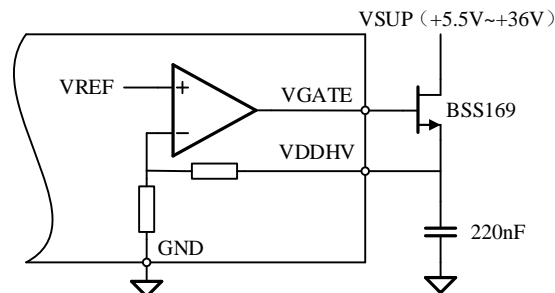 VSUP（+5.5V~+36V）
VREF
+
VGATE
BSS169
−
VDDHV
GND
220nF